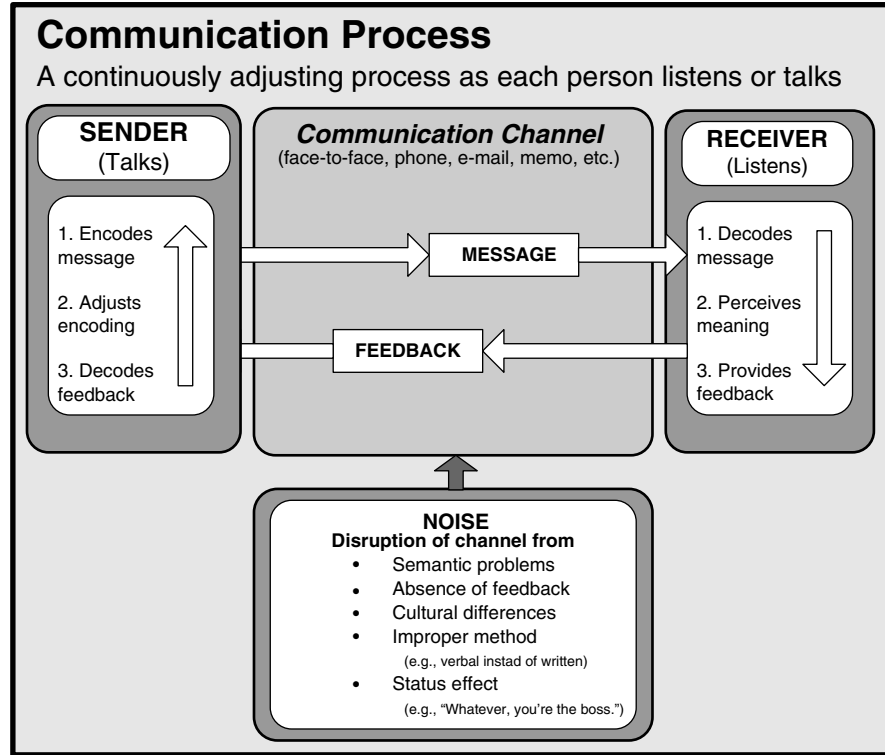 Communication Process
A continuously adjusting process as each person listens or talks
SENDER
(Talks)
1. Encodes
message
2. Adjusts
encoding
3. Decodes
feedback
Communication Channel
(face-to-face, phone, e-mail, memo, etc.)
MESSAGE
FEEDBACK
RECEIVER
(Listens)
1. Decodes
message
2. Perceives
meaning
3. Provides
feedback
NOISE
Disruption of channel from
• Semantic problems
• Absence of feedback
• Cultural differences
• Improper method
(e.g., verbal instad of written)
• Status effect
(e.g., “Whatever, you're the boss.”)